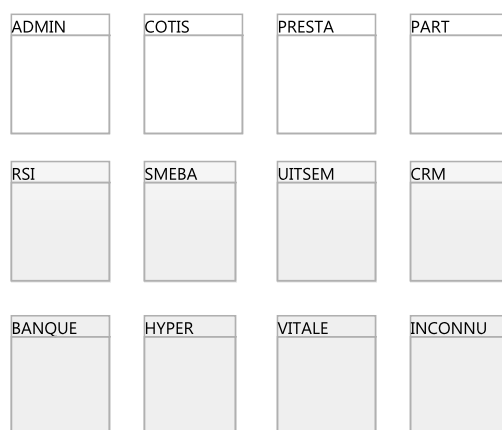 ADMIN
COTIS
PRESTA
PART
RSI
SMEBA
UITSEM
CRM
BANQUE
HYPER
VITALE
INCONNU